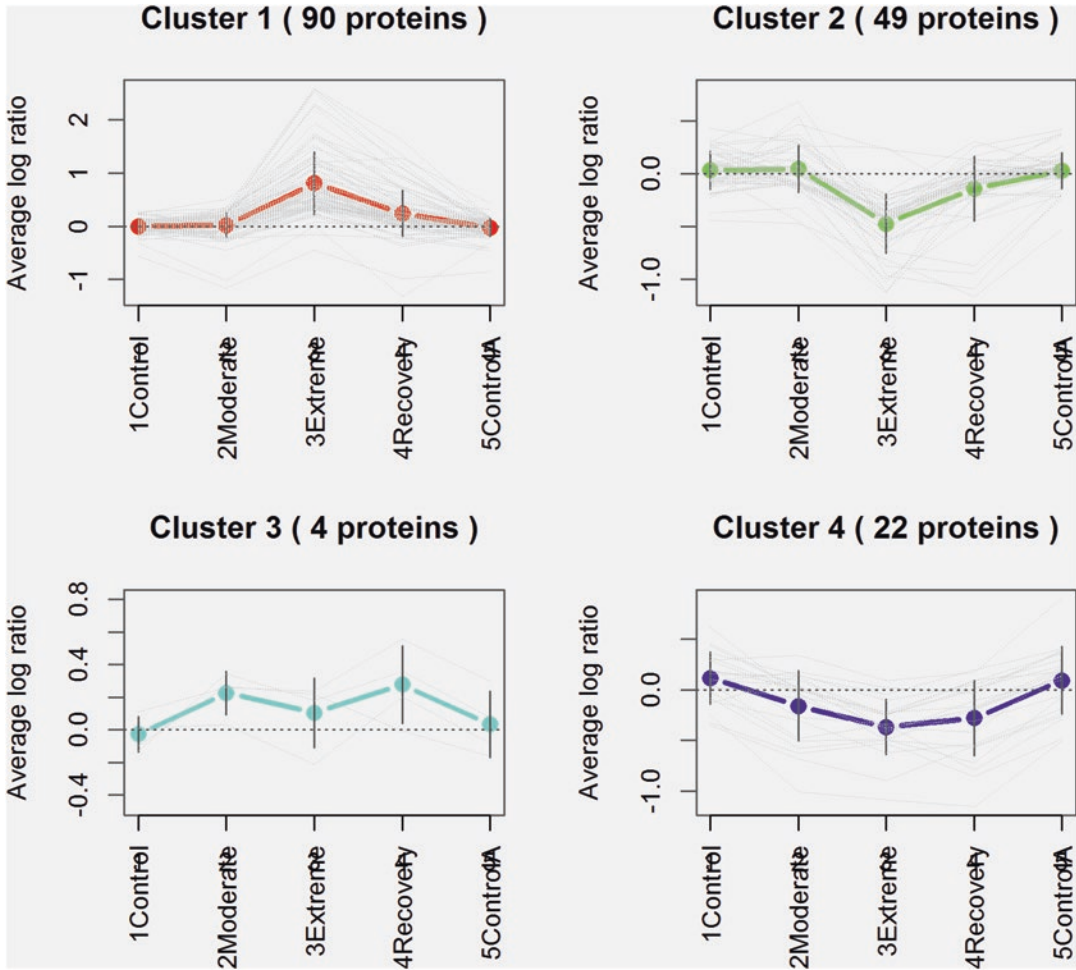 Cluster 1 ( 90 proteins )
Average log ratio
2
1
0
-1
1Control
2Moderate
3Extreme
4Recovery
5ControlA
Cluster 2 ( 49 proteins )
Average log ratio
0.0
-1.0
1Control
2Moderate
3Extreme
4Recovery
5ControlA
Cluster 3 ( 4 proteins )
Average log ratio
0.8
0.4
0.0
-0.4
1Control
2Moderate
3Extreme
4Recovery
5ControlA
Cluster 4 ( 22 proteins )
Average log ratio
0.0
-1.0
1Control
2Moderate
3Extreme
4Recovery
5ControlA